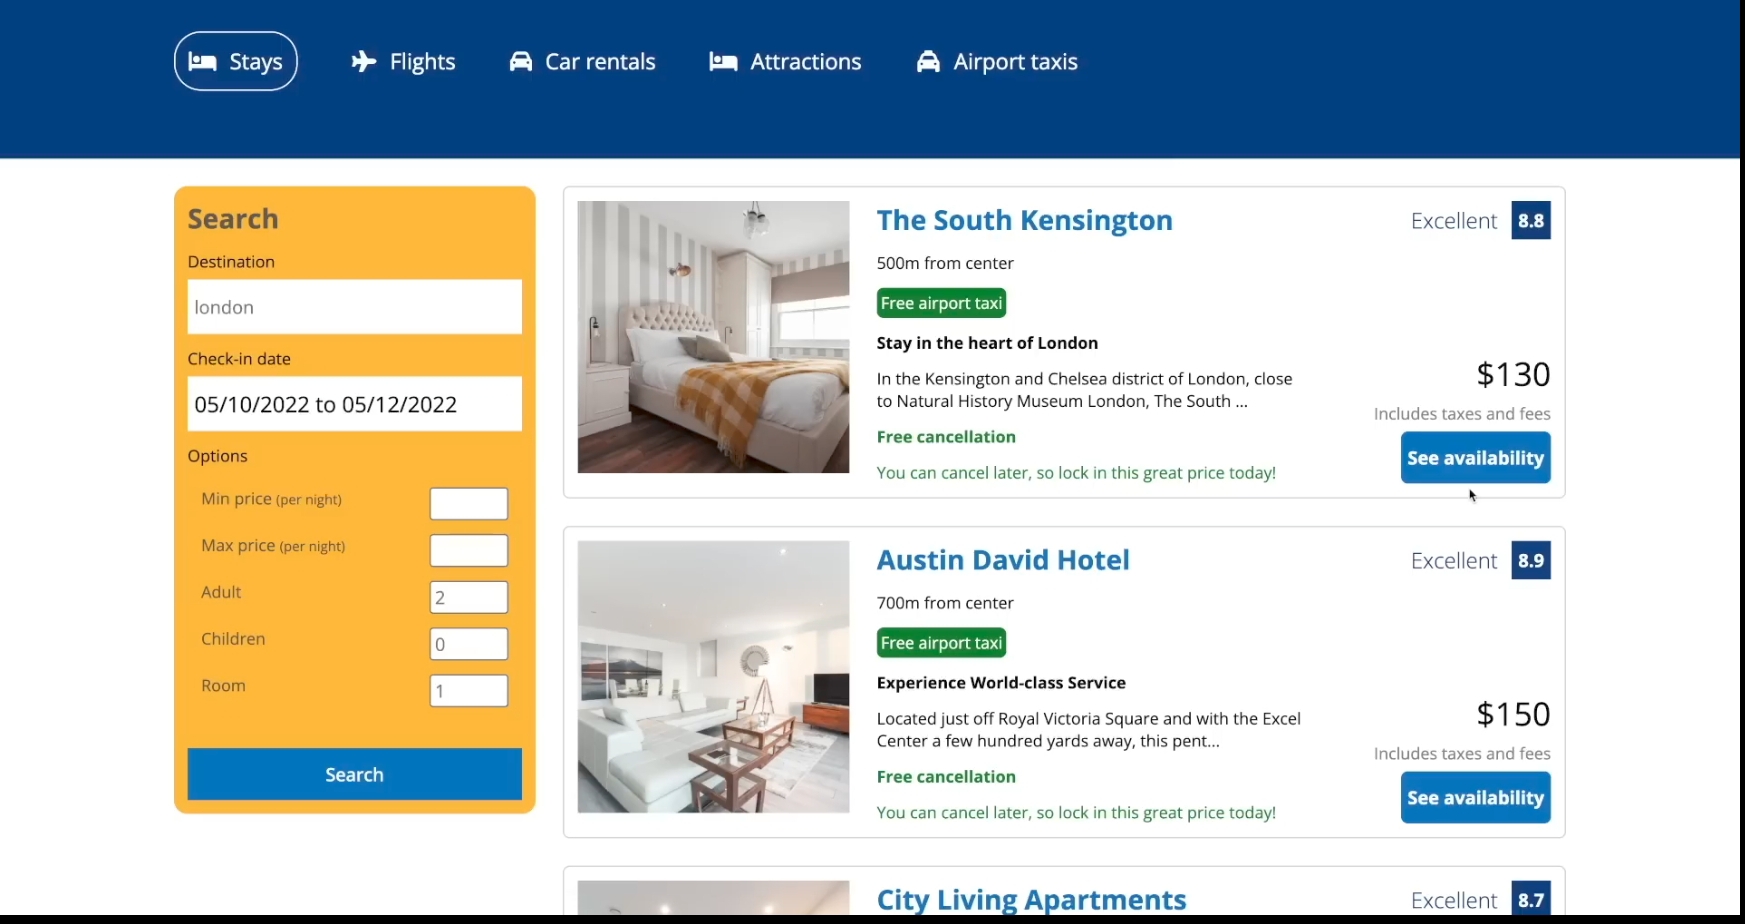 Stays
Flights
Car rentals
Attractions
Airport taxis
Search
Destination
london
Check-in date
05/10/2022 to 05/12/2022
Options
Min price (per night)
Max price (per night)
Adult
2
Children
0
Room
1
Search
The South Kensington
Excellent 8.8
500m from center
Free airport taxi
Stay in the heart of London
In the Kensington and Chelsea district of London, close
to Natural History Museum London, The South ...
Free cancellation
You can cancel later, so lock in this great price today!
$130
Includes taxes and fees
See availability
Austin David Hotel
Excellent 8.9
700m from center
Free airport taxi
Experience World-class Service
Located just off Royal Victoria Square and with the Excel
Center a few hundred yards away, this pent...
Free cancellation
You can cancel later, so lock in this great price today!
$150
Includes taxes and fees
See availability
City Living Apartments
Excellent 8.7